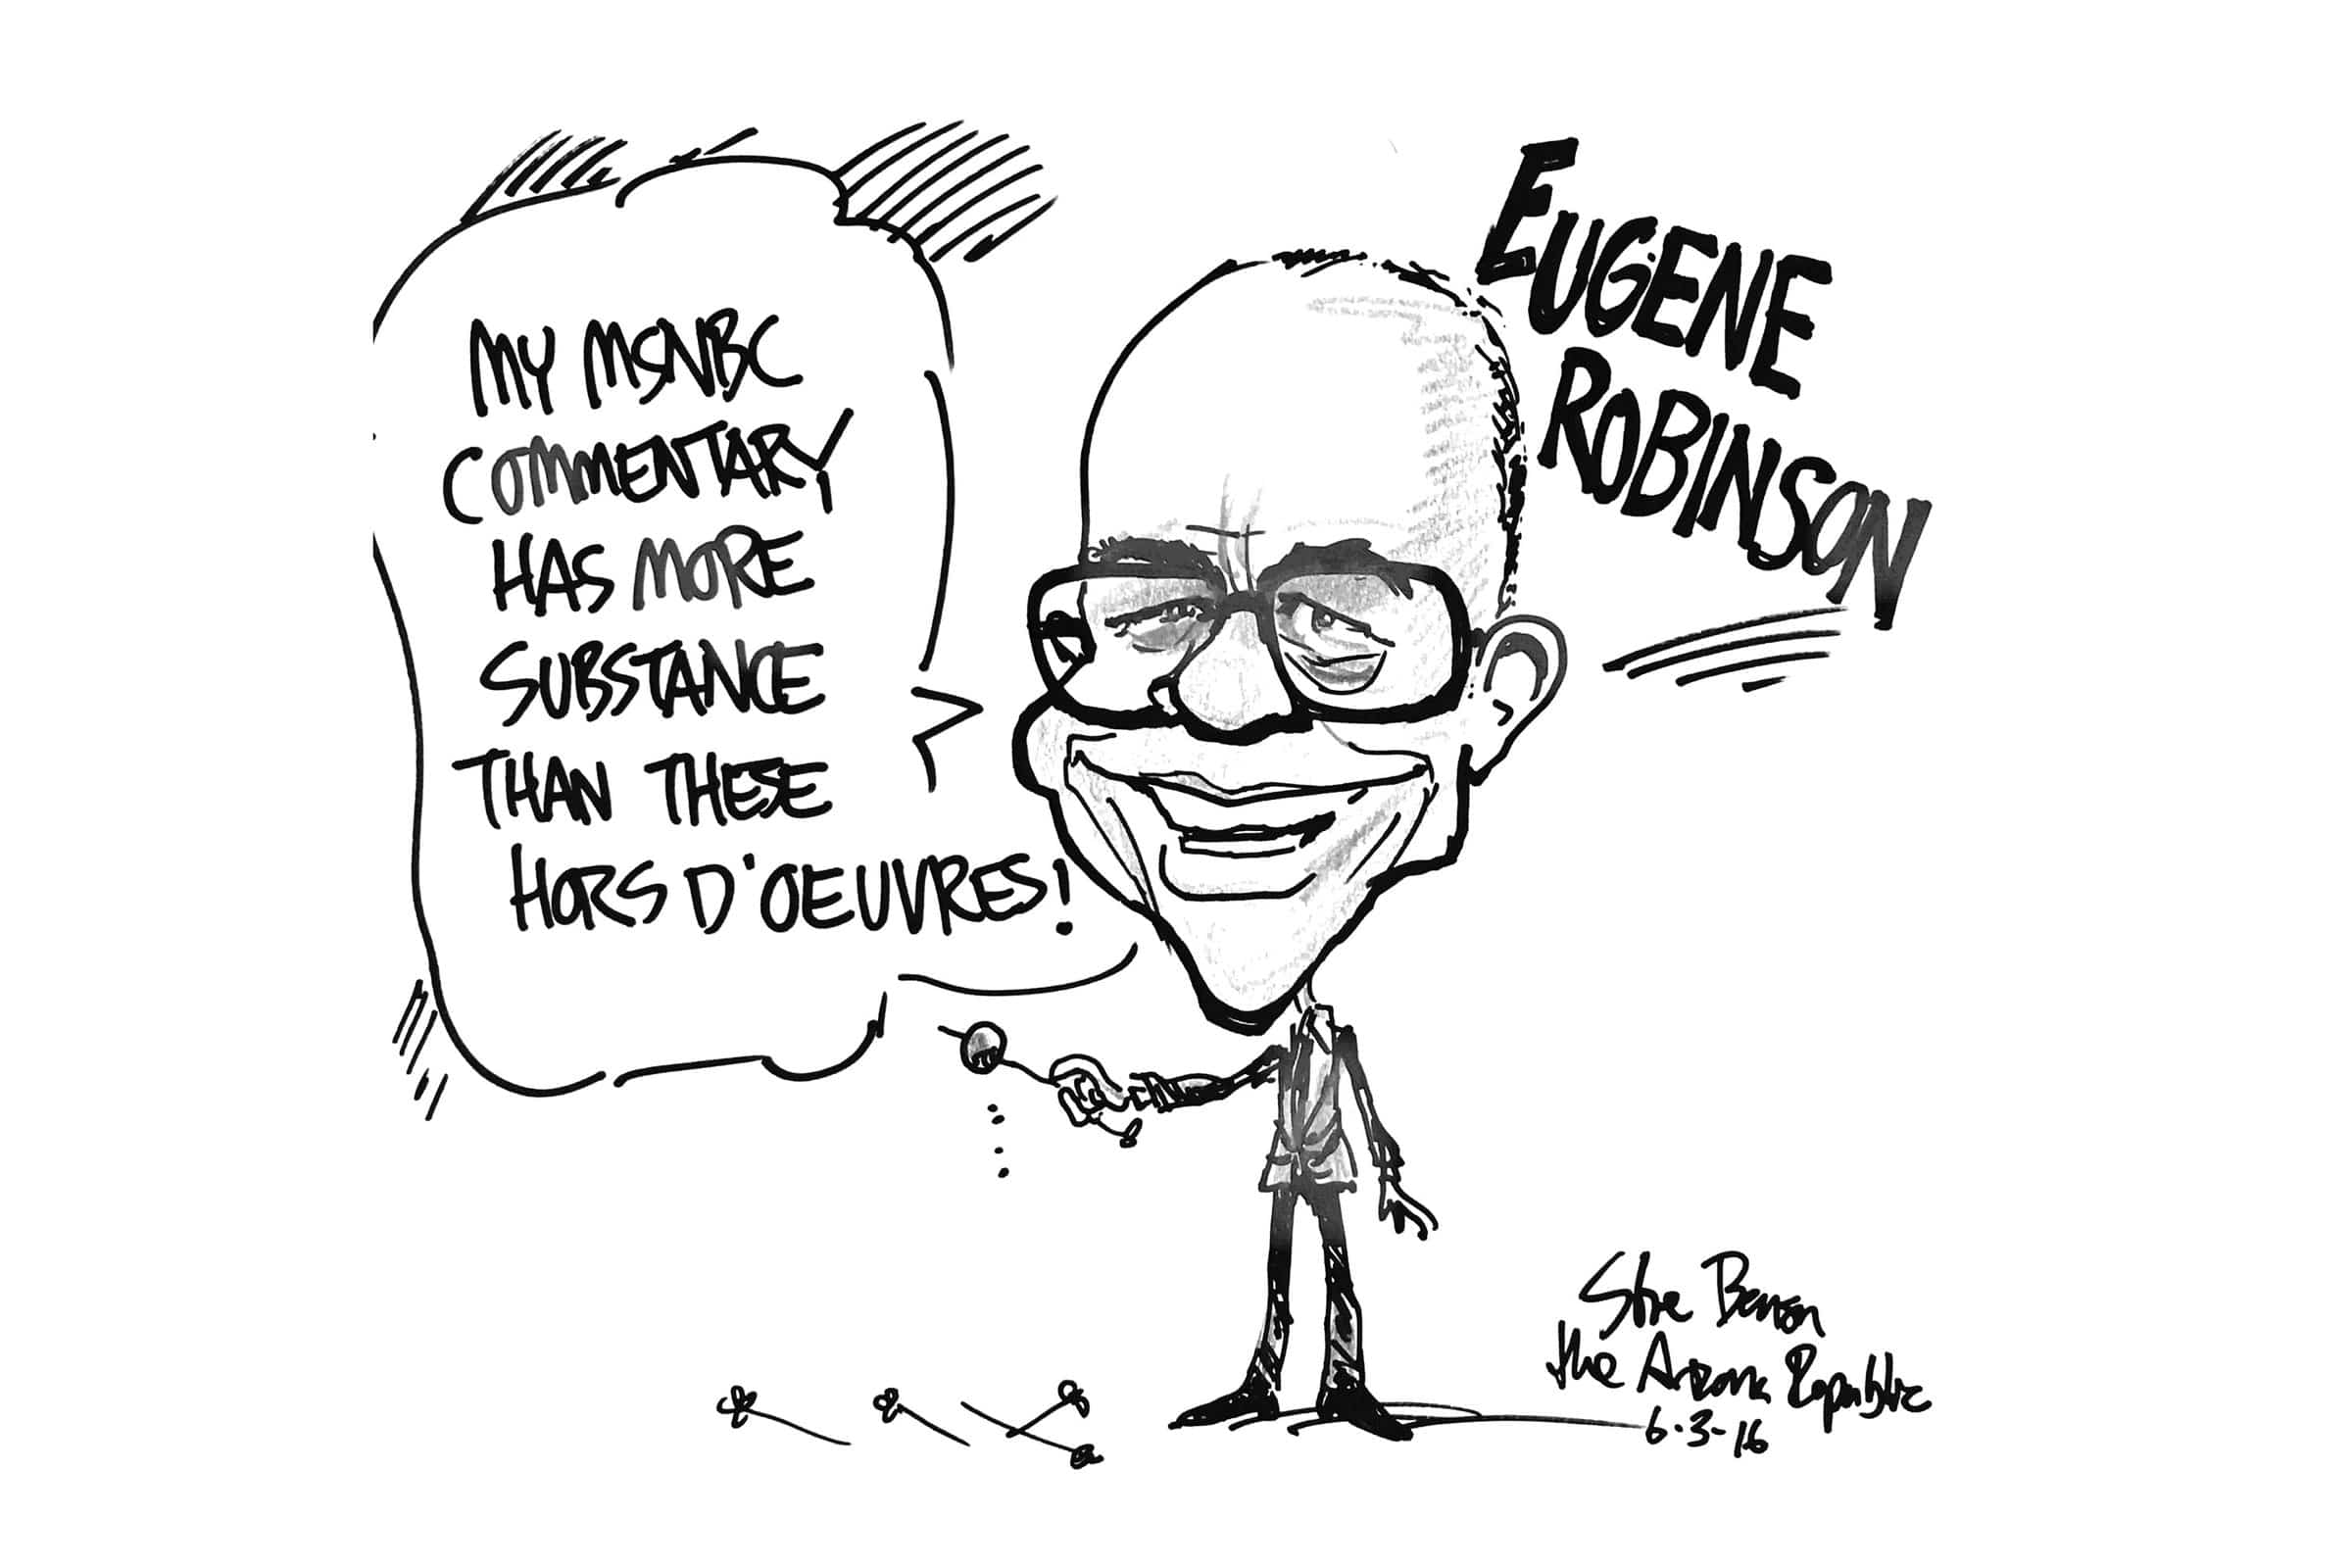 MY MSNBC
COMMENTARY
HAS MORE
SUBSTANCE
THAN THESE
HORS D'OEUVRES!
EUGENE
ROBINSON
Steve Benson
the Arizona Republic
6-3-16